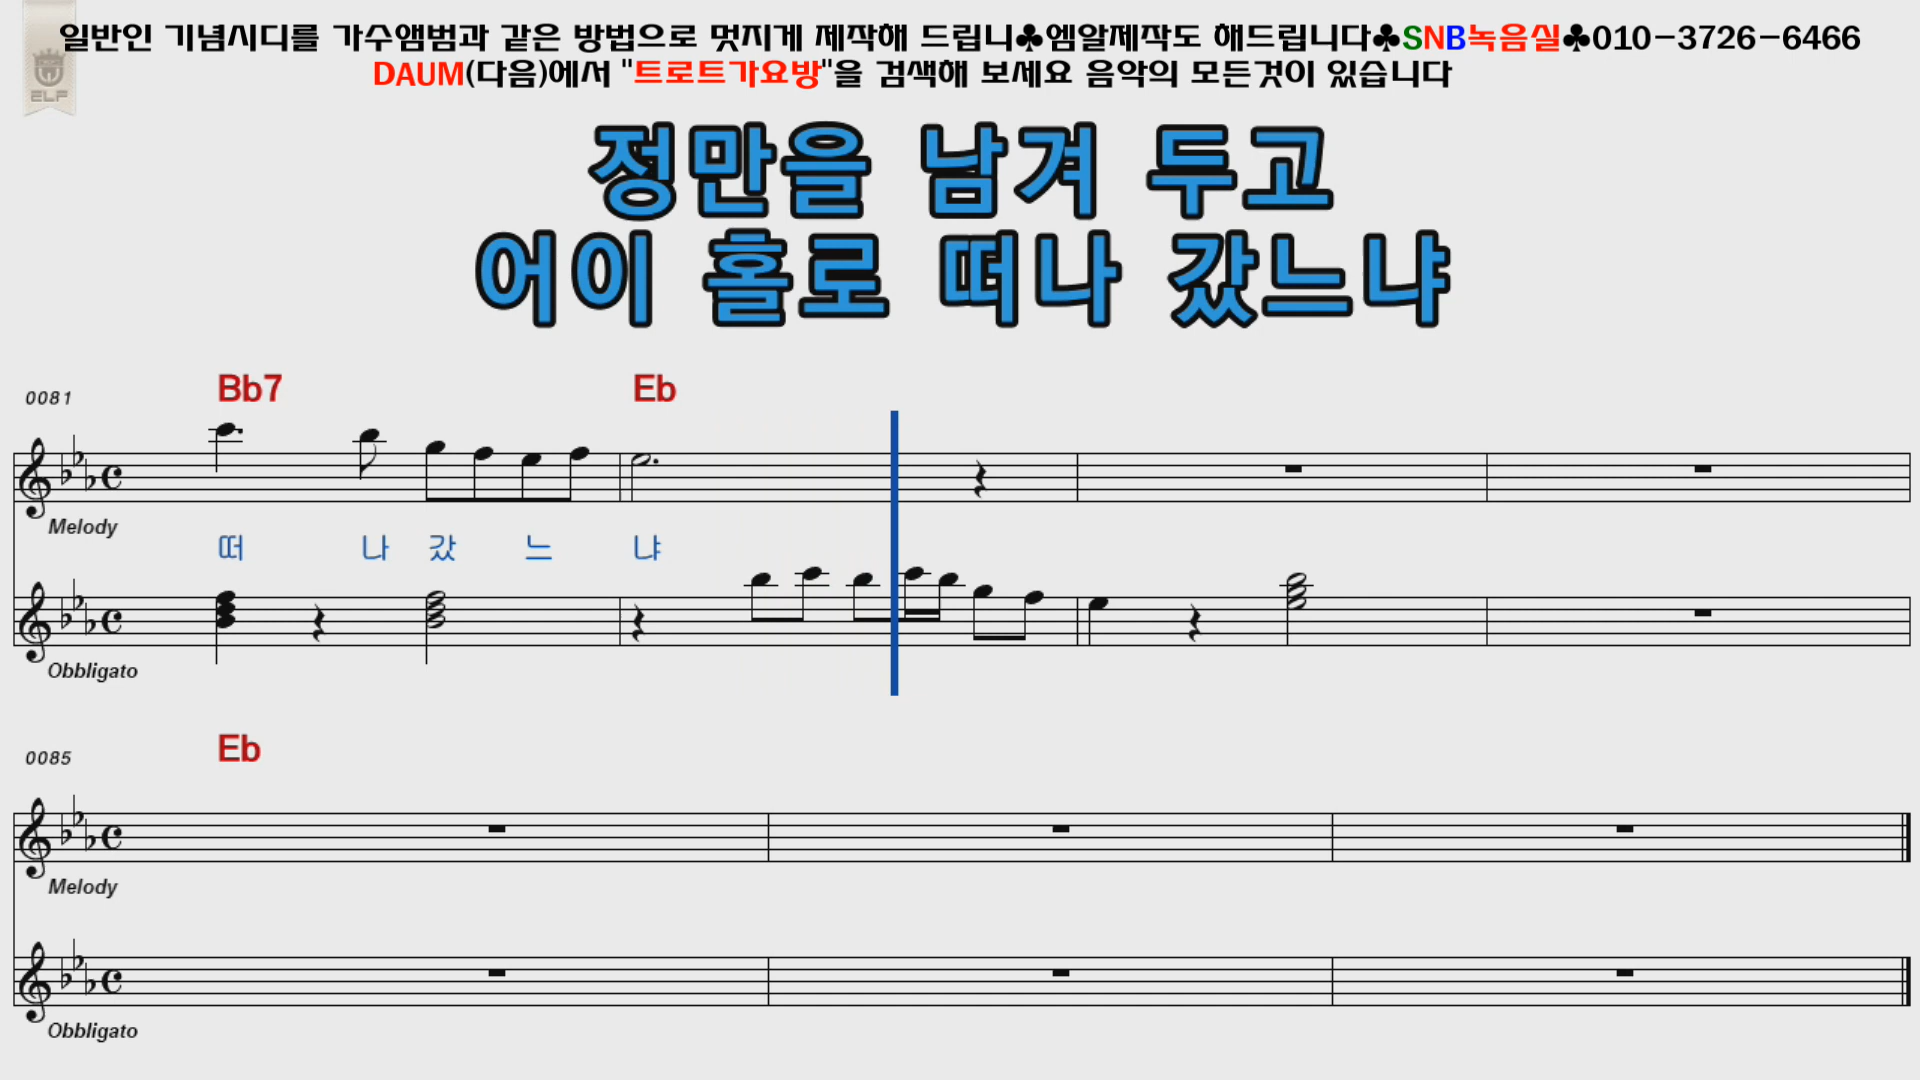 일반인 기념시디를 가수앰범과 같은 방법으로 멋지게 제작해 드립니♣엠알제작도 해드립니다♣SNB녹음실♣010-3726-6466
DAUM(다음)에서 "트로트가요방"을 검색해 보세요 음악의 모든것이 있습니다
ELF
정만을 남겨 두고
어이 홀로 떠나 갔느냐
0081
Bb7 Eb
Melody
떠 나 갔 느 냐
Obbligato
0085
Eb
Melody
Obbligato